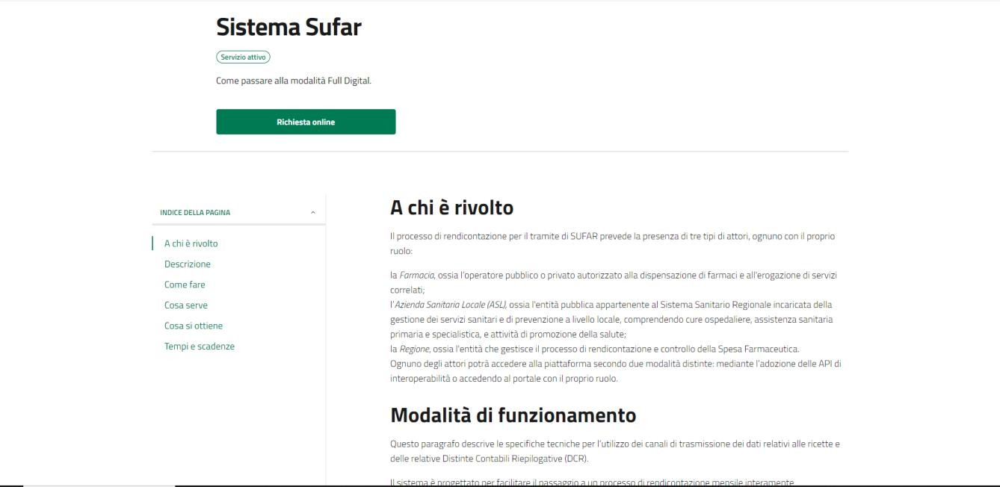 Sistema Sufar
Servizio attivo
Come passare alla modalità Full Digital.
Richiesta online
INDICE DELLA PAGINA
A chi è rivolto
Descrizione
Come fare
Cosa serve
Cosa si ottiene
Tempi e scadenze
A chi è rivolto
Il processo di rendicontazione per il tramite di SUFAR prevede la presenza di tre tipi di attori, ognuno con il proprio
ruolo:
la Farmacia, ossia l'operatore pubblico o privato autorizzato alla dispensazione di farmaci e all'erogazione di servizi
correlati;
l'Azienda Sanitaria Locale (ASL), ossia l'entità pubblica appartenente al Sistema Sanitario Regionale incaricata della
gestione dei servizi sanitari e di prevenzione a livello locale, comprendendo cure ospedaliere, assistenza sanitaria
primaria e specialistica, e attività di promozione della salute;
la Regione, ossia l'entità che gestisce il processo di rendicontazione e controllo della Spesa Farmaceutica.
Ognuno degli attori potrà accedere alla piattaforma secondo due modalità distinte: mediante l'adozione delle API di
interoperabilità o accedendo al portale con il proprio ruolo.
Modalità di funzionamento
Questo paragrafo descrive le specifiche tecniche per l'utilizzo dei canali di trasmissione dei dati relativi alle ricette e
delle relative Distinte Contabili Riepilogative (DCR).
Il sistema è progettato per facilitare il passaggio a un processo di rendicontazione mensile interamente